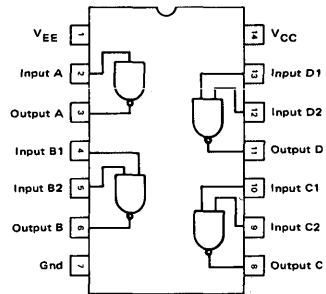 VEE 1 14 VCC
Input A 2 13 Input D1
Output A 3 12 Input D2
Input B1 4 11 Output D
Input B2 5 10 Input C1
Output B 6 9 Input C2
Gnd 7 8 Output C